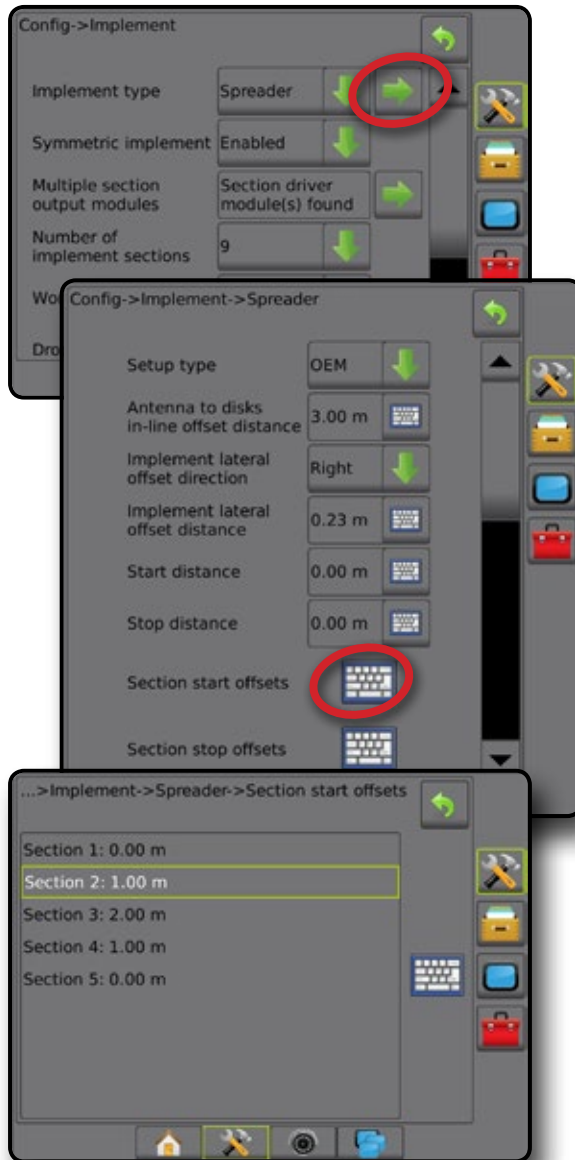 Config->Implement
Implement type
Spreader
Symmetric implement
Enabled
Multiple section
output modules
Section driver
module(s) found
Number of
implement sections
9
Wo
Dro
Config->Implement->Spreader
Setup type
OEM
Antenna to disks
in-line offset distance
3.00 m
Implement lateral
offset direction
Right
Implement lateral
offset distance
0.23 m
Start distance
0.00 m
Stop distance
0.00 m
Section start offsets
Section stop offsets
...>Implement->Spreader->Section start offsets
Section 1: 0.00 m
Section 2: 1.00 m
Section 3: 2.00 m
Section 4: 1.00 m
Section 5: 0.00 m